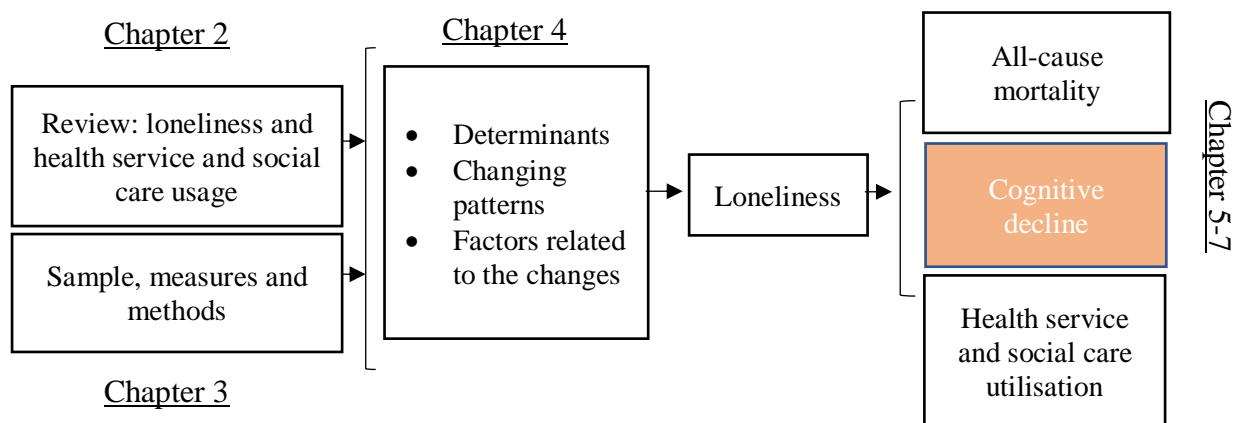 Chapter 2
Review: loneliness and
health service and social
care usage
Sample, measures and
methods
Chapter 3
Chapter 4
• Determinants
• Changing
patterns
• Factors related
to the changes
Loneliness
All-cause
mortality
Cognitive
decline
Health service
and social care
utilisation
Chapter 5-7